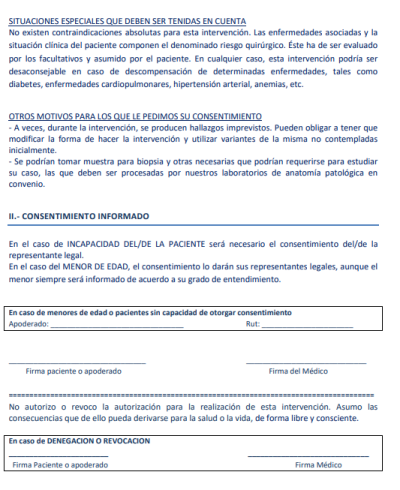 SITUACIONES ESPECIALES QUE DEBEN SER TENIDAS EN CUENTA
No existen contraindicaciones absolutas para esta intervención. Las enfermedades asociadas y la
situación clínica del paciente componen el denominado riesgo quirúrgico. Éste ha de ser evaluado
por los facultativos y asumido por el paciente. En cualquier caso, esta intervención podría ser
desaconsejable en caso de descompensación de determinadas enfermedades, tales como
diabetes, enfermedades cardiopulmonares, hipertensión arterial, anemias, etc.
OTROS MOTIVOS PARA LOS QUE LE PEDIMOS SU CONSENTIMIENTO
- A veces, durante la intervención, se producen hallazgos imprevistos. Pueden obligar a tener que
modificar la forma de hacer la intervención y utilizar variantes de la misma no contempladas
inicialmente.
- Se podrían tomar muestra para biopsia y otras necesarias que podrían requerirse para estudiar
su caso, las que deben ser procesadas por nuestros laboratorios de anatomía patológica en
convenio.
II.- CONSENTIMIENTO INFORMADO
En el caso de INCAPACIDAD DEL/DE LA PACIENTE será necesario el consentimiento del/de la
representante legal.
En el caso del MENOR DE EDAD, el consentimiento lo darán sus representantes legales, aunque el
menor siempre será informado de acuerdo a su grado de entendimiento.
En caso de menores de edad o pacientes sin capacidad de otorgar consentimiento
Apoderado: ______________________________ Rut: ______________________
Firma paciente o apoderado Firma del Médico
No autorizo o revoco la autorización para la realización de esta intervención. Asumo las
consecuencias que de ello pueda derivarse para la salud o la vida, de forma libre y consciente.
En caso de DENEGACION O REVOCACION
Firma Paciente o apoderado Firma Médico